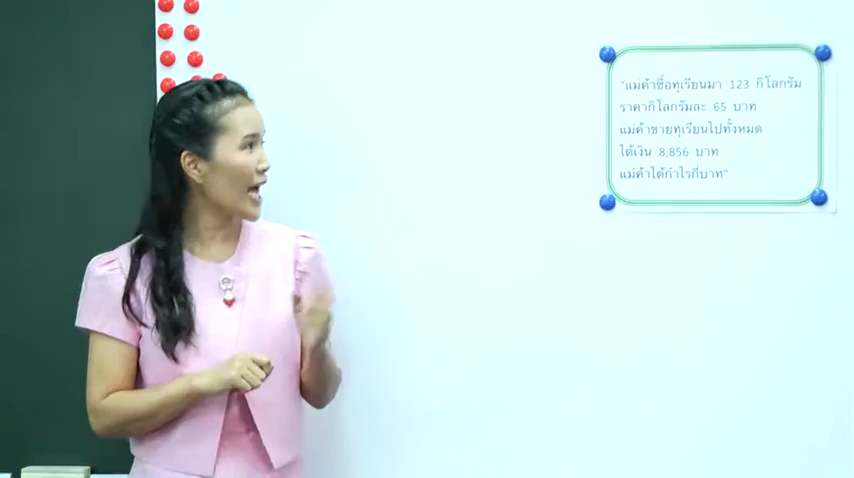 "แม่ค้าซื้อทุเรียนมา 123 กิโลกรัม
ราคากิโลกรัมละ 65 บาท
แม่ค้าขายทุเรียนไปทั้งหมด
ได้เงิน 8,856 บาท
แม่ค้าได้กำไรกี่บาท"